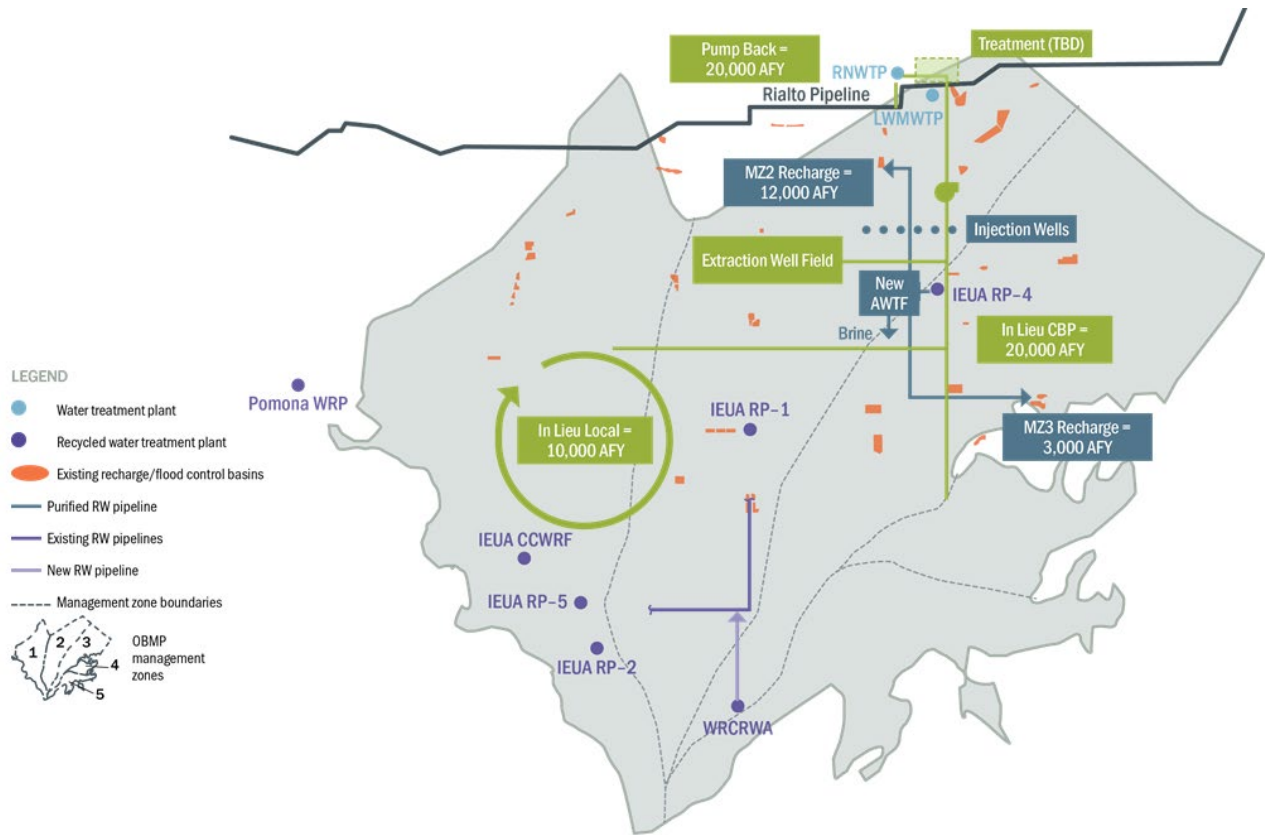 Pump Back =
20,000 AFY
Treatment (TBD)
RNWTP
Rialto Pipeline
LWMWTP
MZ2 Recharge =
12,000 AFY
Injection Wells
Extraction Well Field
New
AWTF
IEUA RP-4
Brine
In Lieu CBP =
20,000 AFY
LEGEND
Water treatment plant
Recycled water treatment plant
Existing recharge/flood control basins
Purified RW pipeline
Existing RW pipelines
New RW pipeline
Management zone boundaries
1
2
3
4
5
OBMP
management
zones
Pomona WRP
IEUA RP-1
In Lieu Local =
10,000 AFY
MZ3 Recharge =
3,000 AFY
IEUA CCWRF
IEUA RP-5
IEUA RP-2
WRCRWA